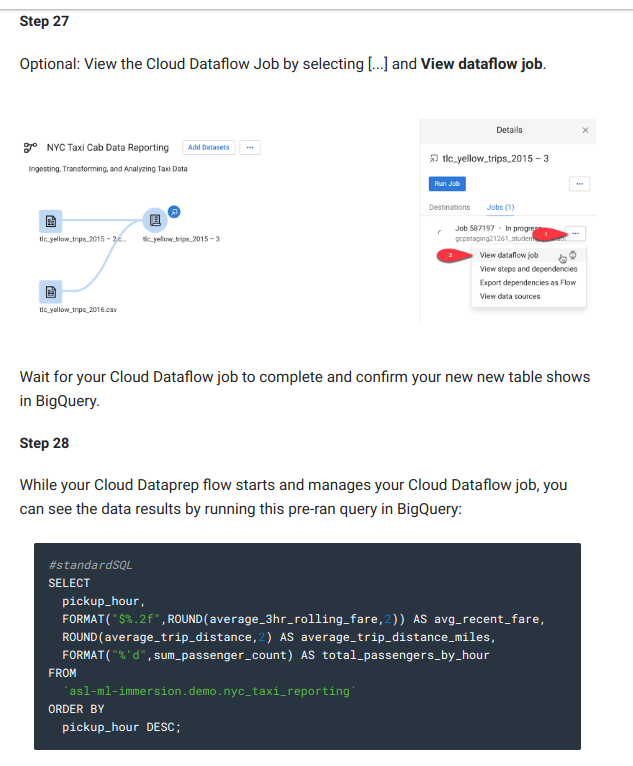 Step 27
Optional: View the Cloud Dataflow Job by selecting [...] and View dataflow job.
NYC Taxi Cab Data Reporting
Add Datasets
...
Ingesting, Transforming, and Analyzing Taxi Data
tlc_yellow_trips_2015 – 2 c...
tlc_yellow_trips_2015 – 3
tlc_yellow_trips_2016.csv
Details
×
tlc_yellow_trips_2015 – 3
Run Job
...
Destinations
Jobs (1)
Job 587197 • In progress
1
...
gcpstaging21261_student
2
View dataflow job
View steps and dependencies
Export dependencies as Flow
View data sources
Wait for your Cloud Dataflow job to complete and confirm your new new table shows
in BigQuery.
Step 28
While your Cloud Dataprep flow starts and manages your Cloud Dataflow job, you
can see the data results by running this pre-ran query in BigQuery:
#standardSQL
SELECT
  pickup_hour,
  FORMAT("$%.2f",ROUND(average_3hr_rolling_fare,2)) AS avg_recent_fare,
  ROUND(average_trip_distance,2) AS average_trip_distance_miles,
  FORMAT("%'d",sum_passenger_count) AS total_passengers_by_hour
FROM
  `asl-ml-immersion.demo.nyc_taxi_reporting`
ORDER BY
  pickup_hour DESC;